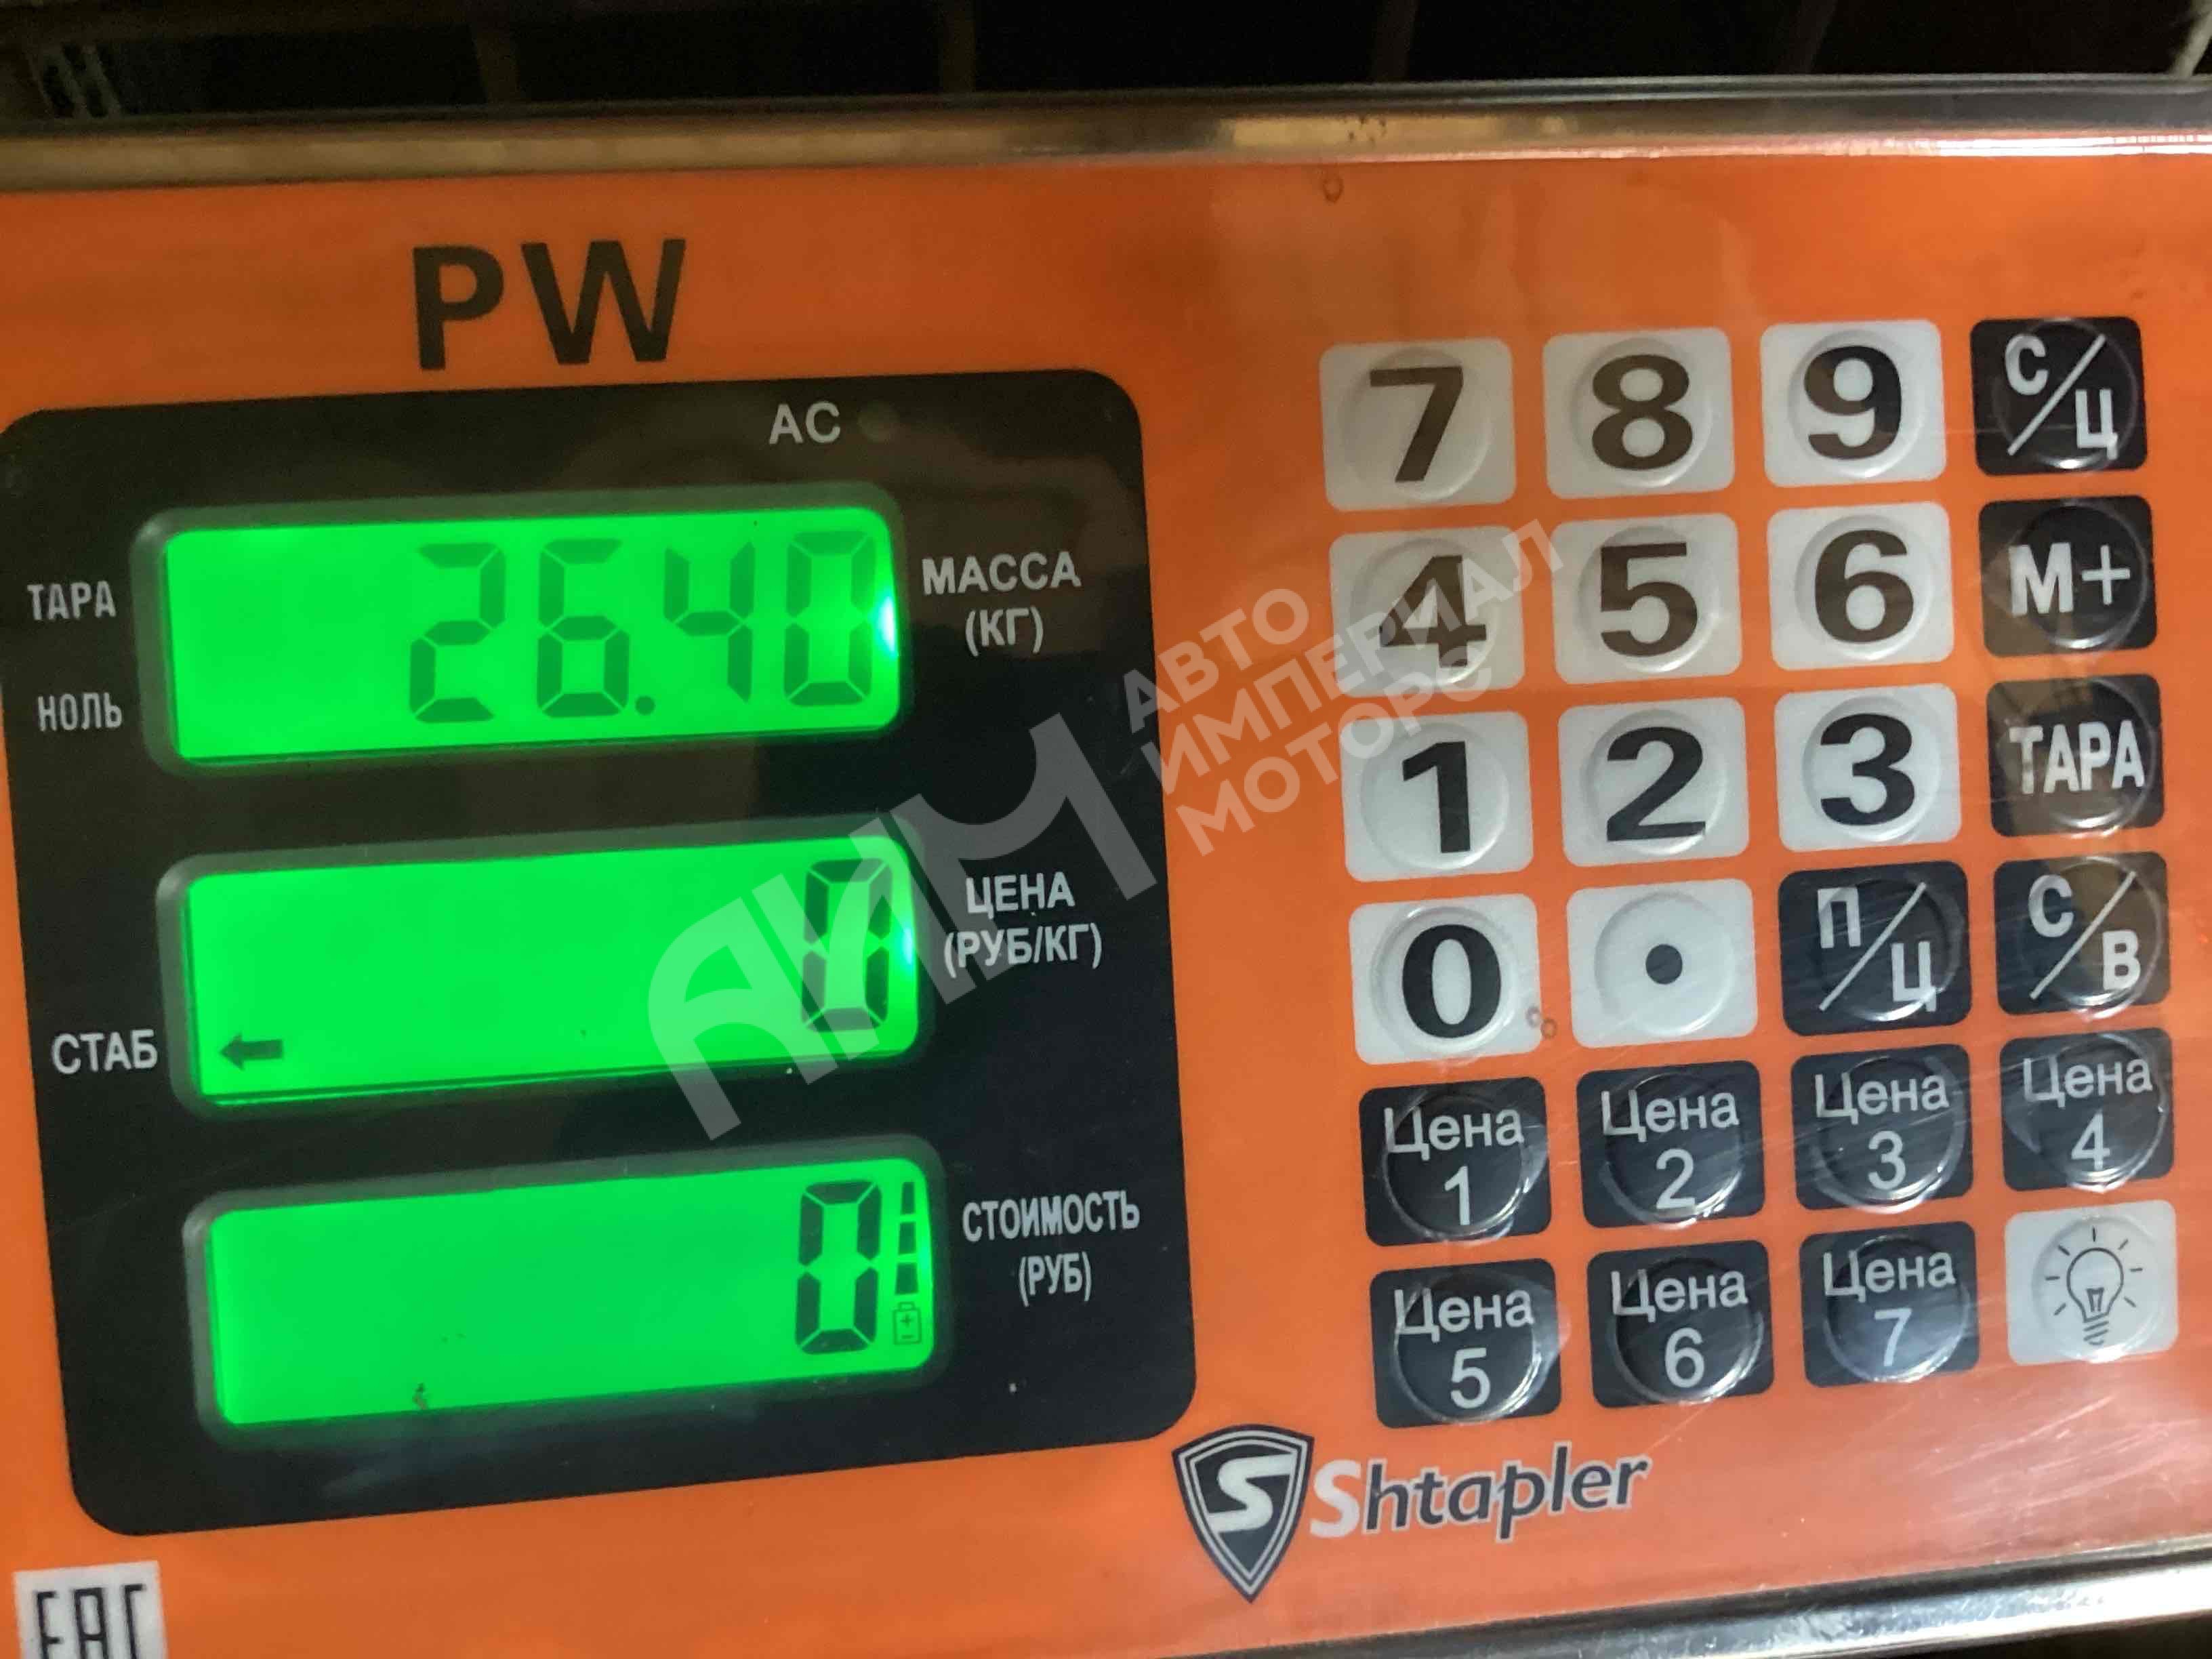 PW
AC
ТАРА
НОЛЬ
26.40
МАССА
(КГ)
0
ЦЕНА
(РУБ/КГ)
СТАБ
0
СТОИМОСТЬ
(РУБ)
7 8 9 С/Ц
4 5 6 М+
1 2 3 ТАРА
0 . П/Ц С/В
Цена 1 Цена 2 Цена 3 Цена 4
Цена 5 Цена 6 Цена 7
S Shtapler
EAC
АИМ
АВТО
ИМПЕРИАЛ
МОТОРС